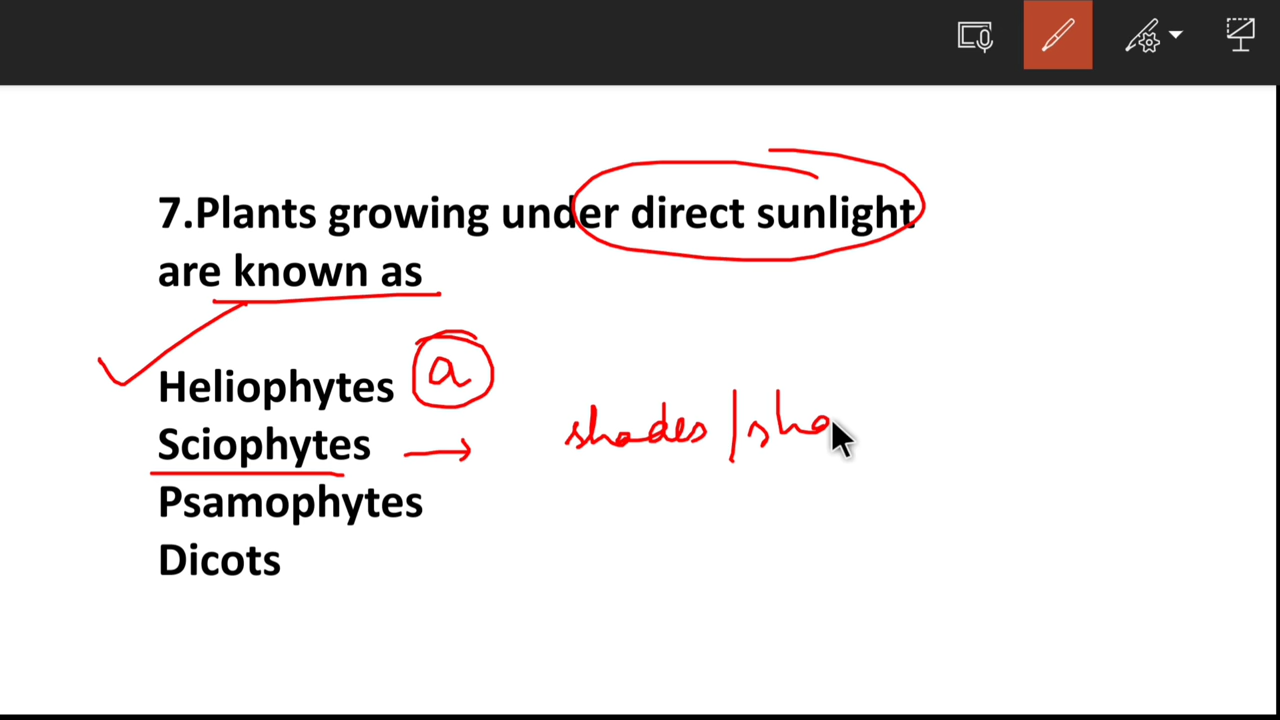 7.Plants growing under direct sunlight
are known as
Heliophytes a
Sciophytes → shades | sha
Psamophytes
Dicots